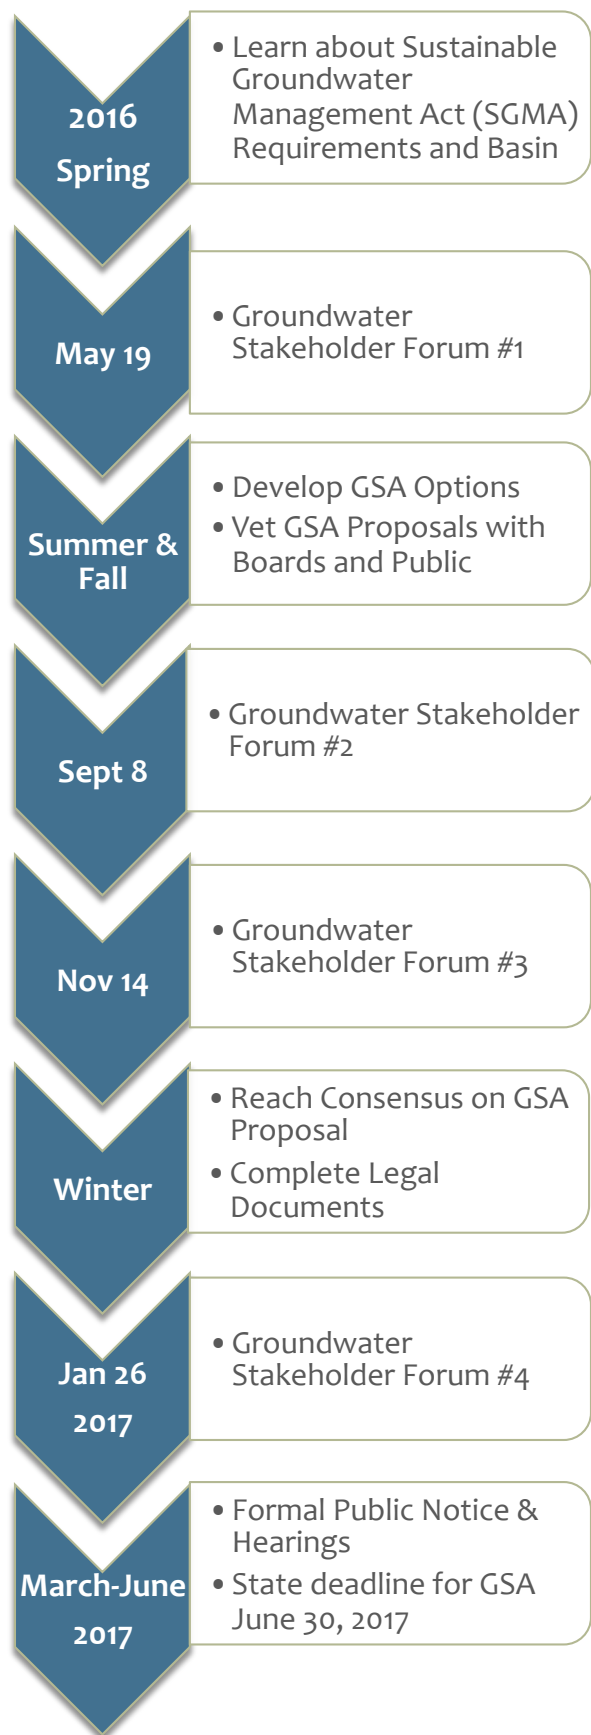 2016
Spring
• Learn about Sustainable
Groundwater
Management Act (SGMA)
Requirements and Basin
May 19
• Groundwater
Stakeholder Forum #1
Summer &
Fall
• Develop GSA Options
• Vet GSA Proposals with
Boards and Public
Sept 8
• Groundwater Stakeholder
Forum #2
Nov 14
• Groundwater
Stakeholder Forum #3
Winter
• Reach Consensus on GSA
Proposal
• Complete Legal
Documents
Jan 26
2017
• Groundwater
Stakeholder Forum #4
March-June
2017
• Formal Public Notice &
Hearings
• State deadline for GSA
June 30, 2017